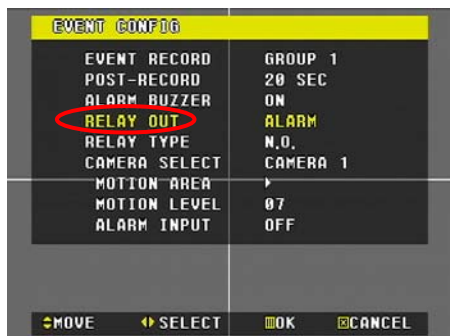 EVENT CONFIG
EVENT RECORD GROUP 1
POST-RECORD 20 SEC
ALARM BUZZER ON
RELAY OUT ALARM
RELAY TYPE N.O.
CAMERA SELECT CAMERA 1
MOTION AREA
MOTION LEVEL 07
ALARM INPUT OFF
MOVE SELECT OK CANCEL